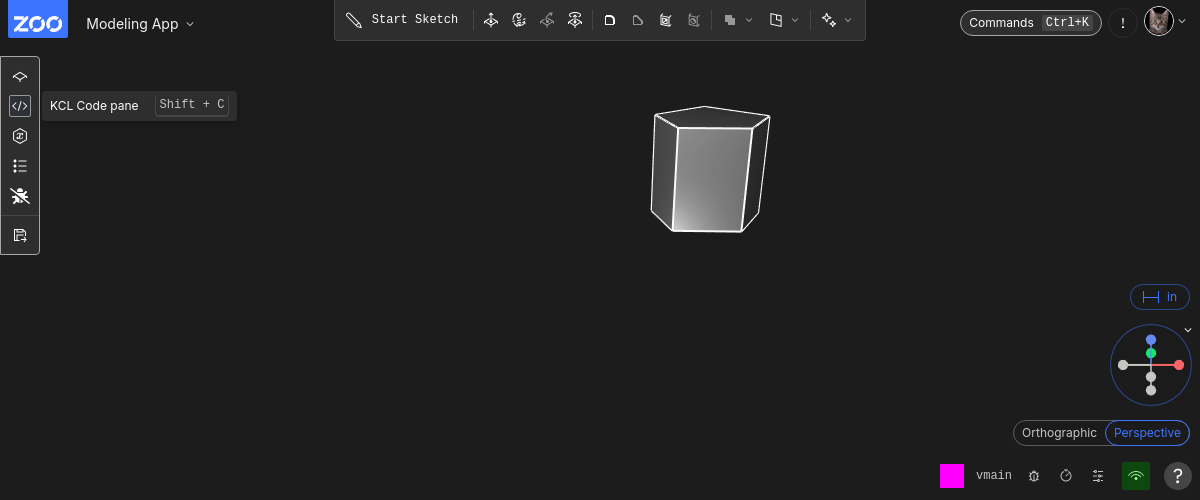 ZOO
Modeling App
Start Sketch
Commands Ctrl+K
!
KCL Code pane Shift + C
in
Orthographic Perspective
vmain
?